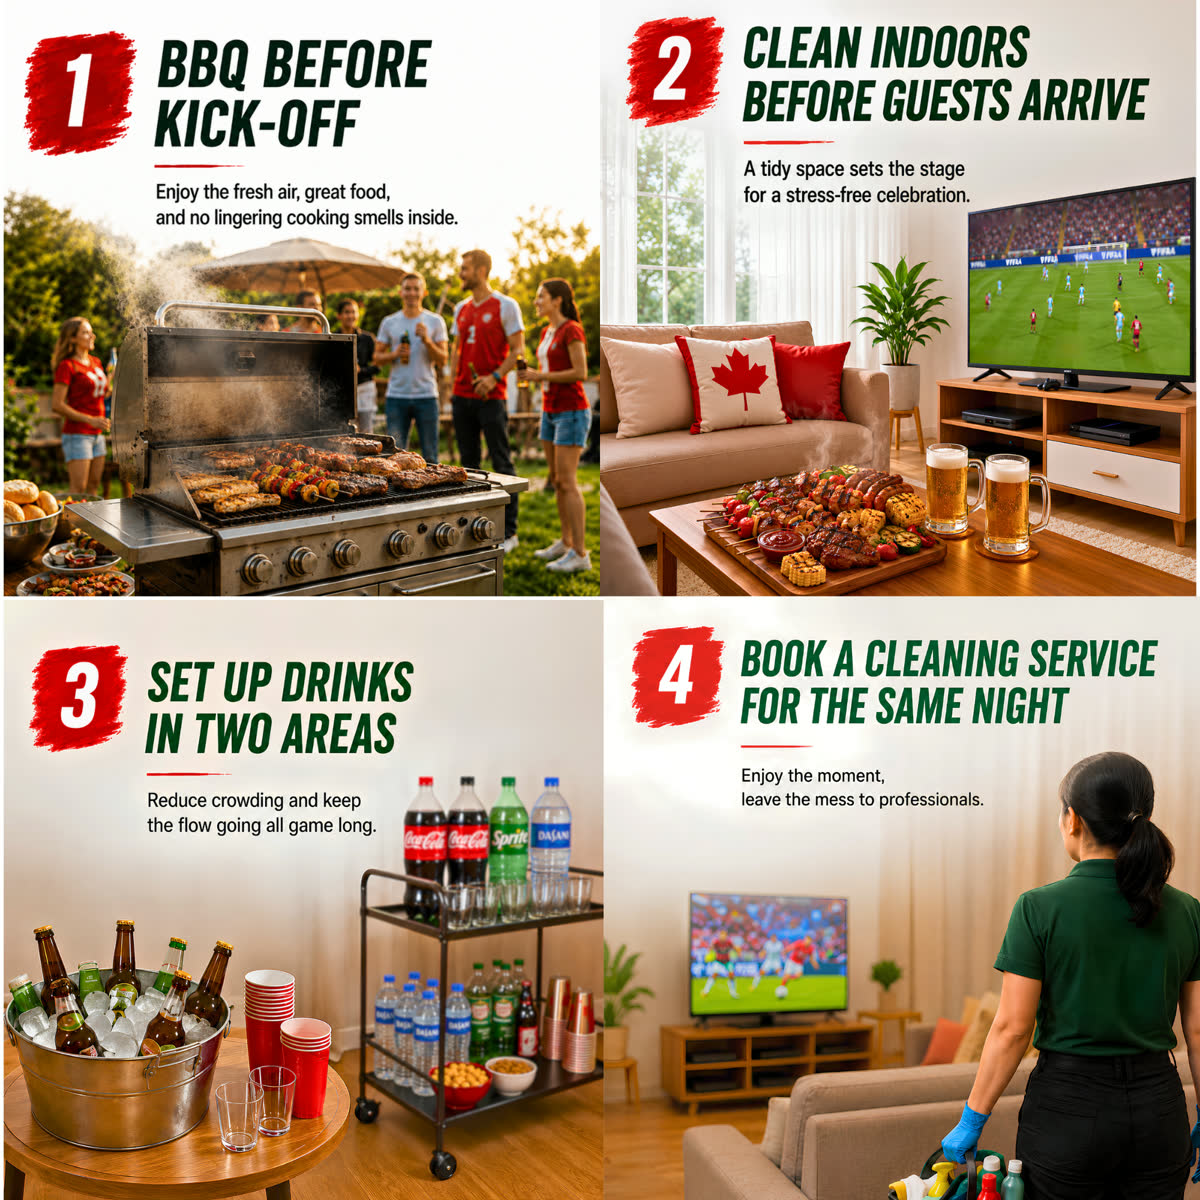 1
BBQ BEFORE
KICK-OFF
Enjoy the fresh air, great food,
and no lingering cooking smells inside.
2
CLEAN INDOORS
BEFORE GUESTS ARRIVE
A tidy space sets the stage
for a stress-free celebration.
3
SET UP DRINKS
IN TWO AREAS
Reduce crowding and keep
the flow going all game long.
Coca-Cola
Coca-Cola
Sprite
DASANI
DASANI
DASANI
4
BOOK A CLEANING SERVICE
FOR THE SAME NIGHT
Enjoy the moment,
leave the mess to professionals.